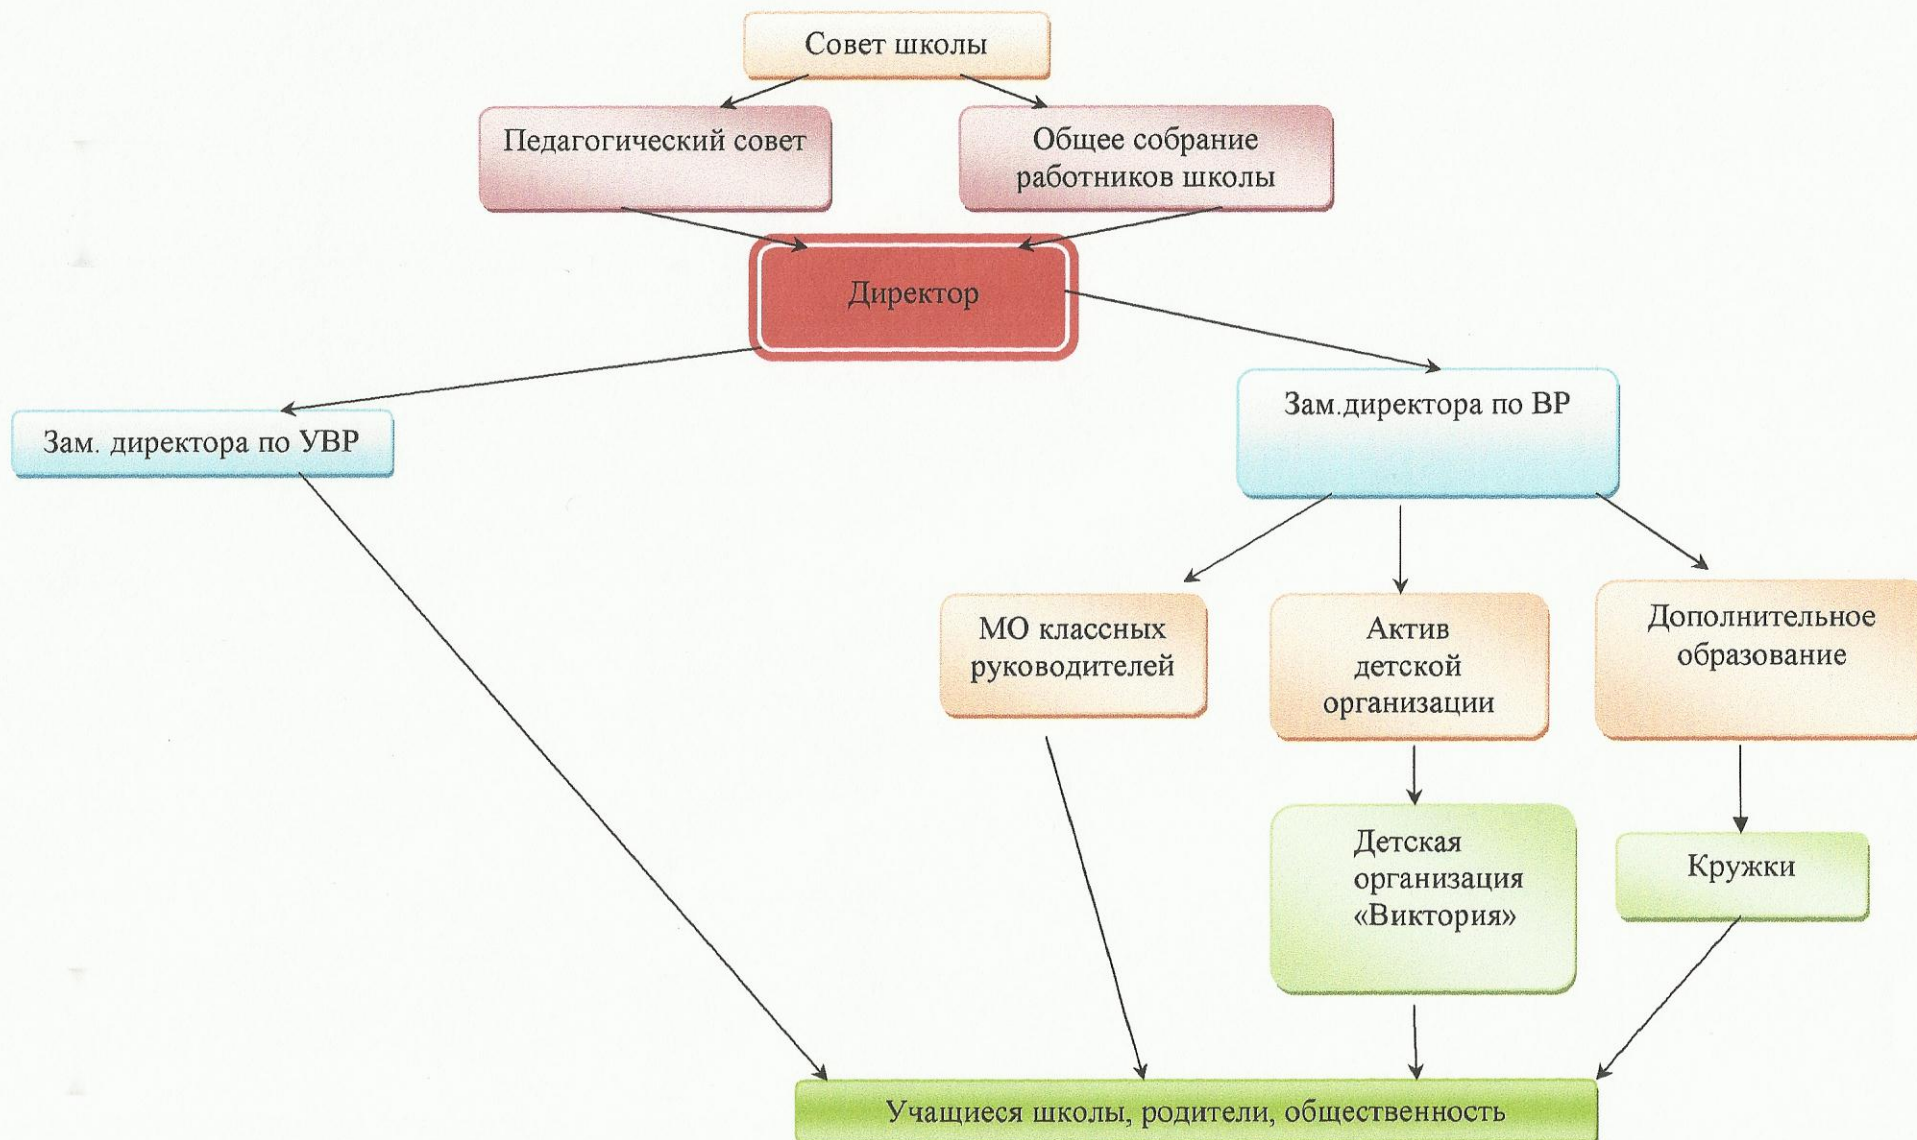 Совет школы
Педагогический совет
Общее собрание
работников школы
Директор
Зам. директора по УВР
Зам.директора по ВР
МО классных
руководителей
Актив
детской
организации
Дополнительное
образование
Детская
организация
«Виктория»
Кружки
Учащиеся школы, родители, общественность